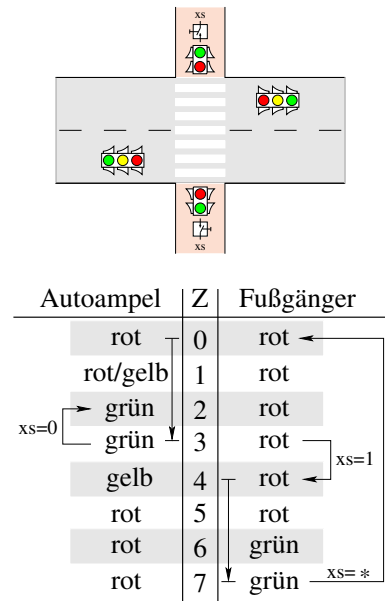 xs
xs
Autoampel Z Fußgänger
rot 0 rot
rot/gelb 1 rot
grün 2 rot
xs=0
grün 3 rot
xs=1
gelb 4 rot
rot 5 rot
rot 6 grün
rot 7 grün xs= *